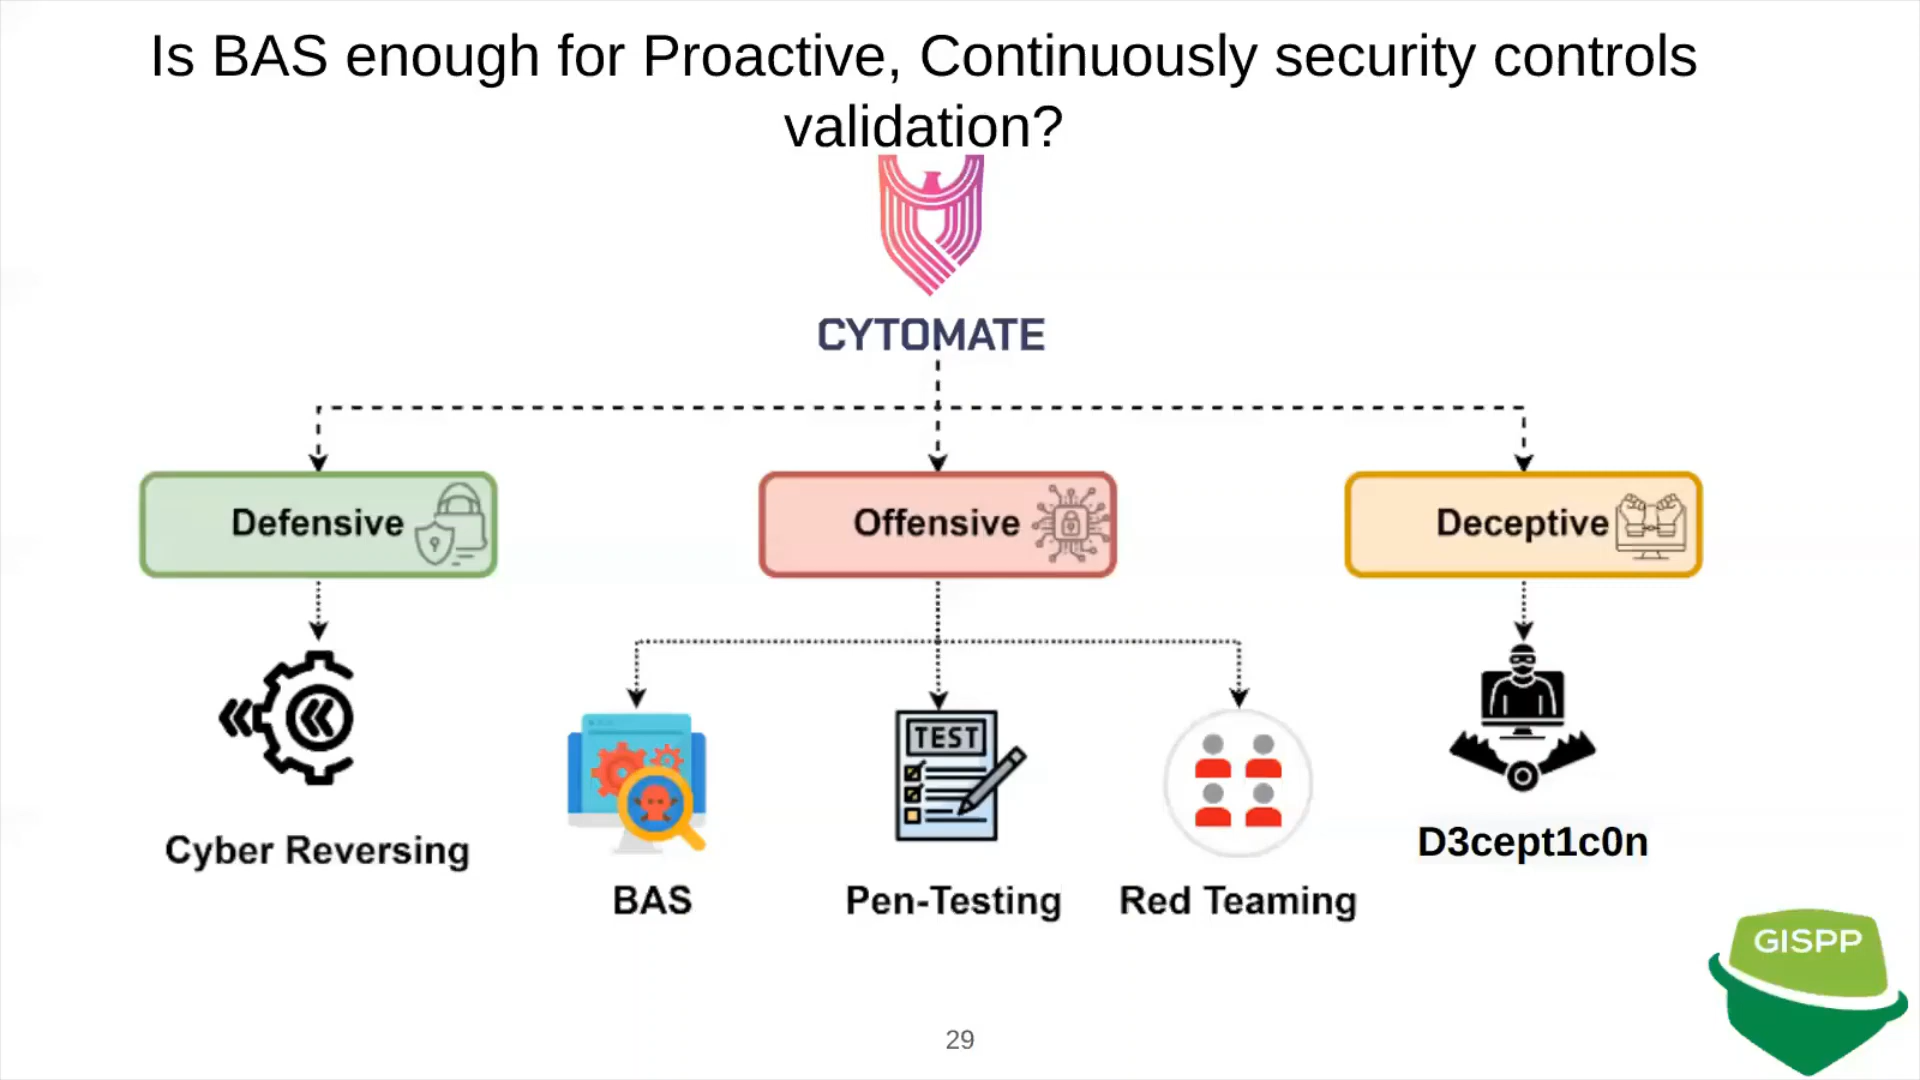 Is BAS enough for Proactive, Continuously security controls
validation?
CYTOMATE
Defensive
Offensive
Deceptive
TEST
Cyber Reversing
BAS
Pen-Testing
Red Teaming
D3cept1c0n
GISPP
29